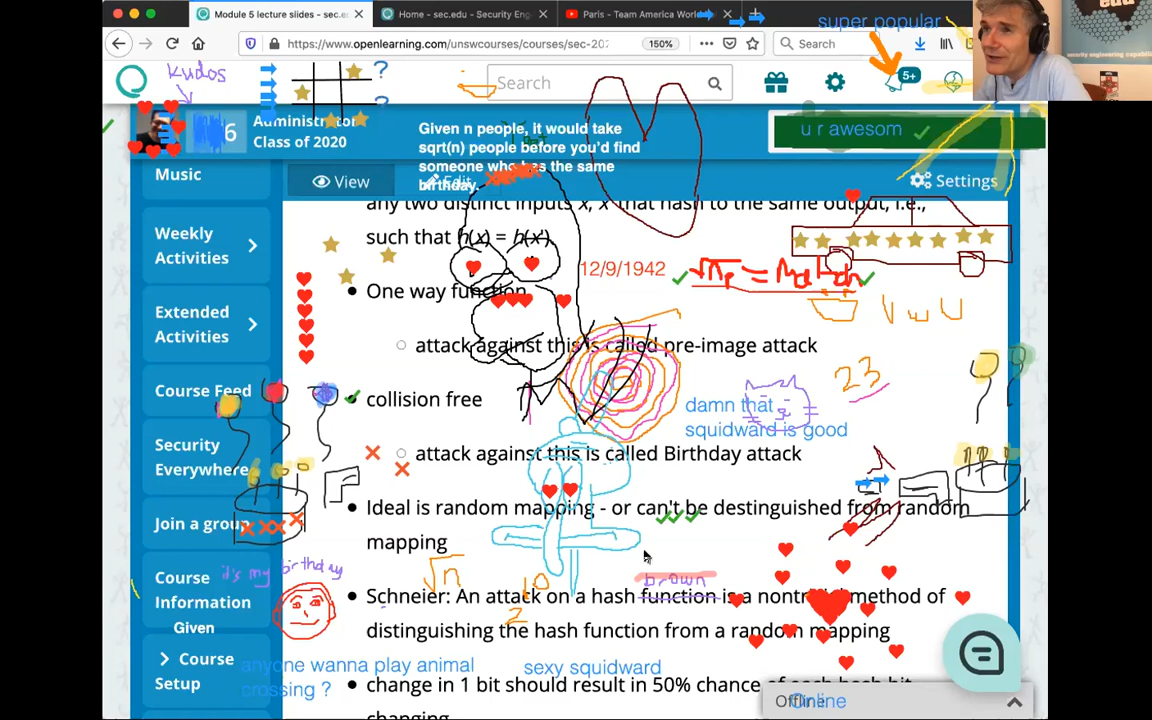 Module 5 lecture slides - sec.e
Home - sec.edu - Security Eng
Paris - Team America Wor
super popular
https://www.openlearning.com/unswcourses/courses/sec-20
150%
Search
edu
kudos
?
Search
5+
?
6
Administrator
Class of 2020
Given n people, it would take
sqrt(n) people before you'd find
someone who has the same
birthday.
u r awesom
Music
View
Edit
Settings
any two distinct inputs x, x' that hash to the same output, i.e.,
such that h(x) = h(x').
Weekly
Activities
12/9/1942
One way function
Extended
Activities
attack against this is called pre-image attack
23
Course Feed
collision free
damn that
squidward is good
Security
Everywhere
attack against this is called Birthday attack
Join a group
Ideal is random mapping - or can't be destinguished from random
mapping
it's my birthday
√n
10
2
brown
Course
Information
Given
Schneier: An attack on a hash function is a nontrivial method of
distinguishing the hash function from a random mapping
Course
Setup
anyone wanna play animal
crossing ?
sexy squidward
change in 1 bit should result in 50% chance of each hash bit
changing
Offline
Online